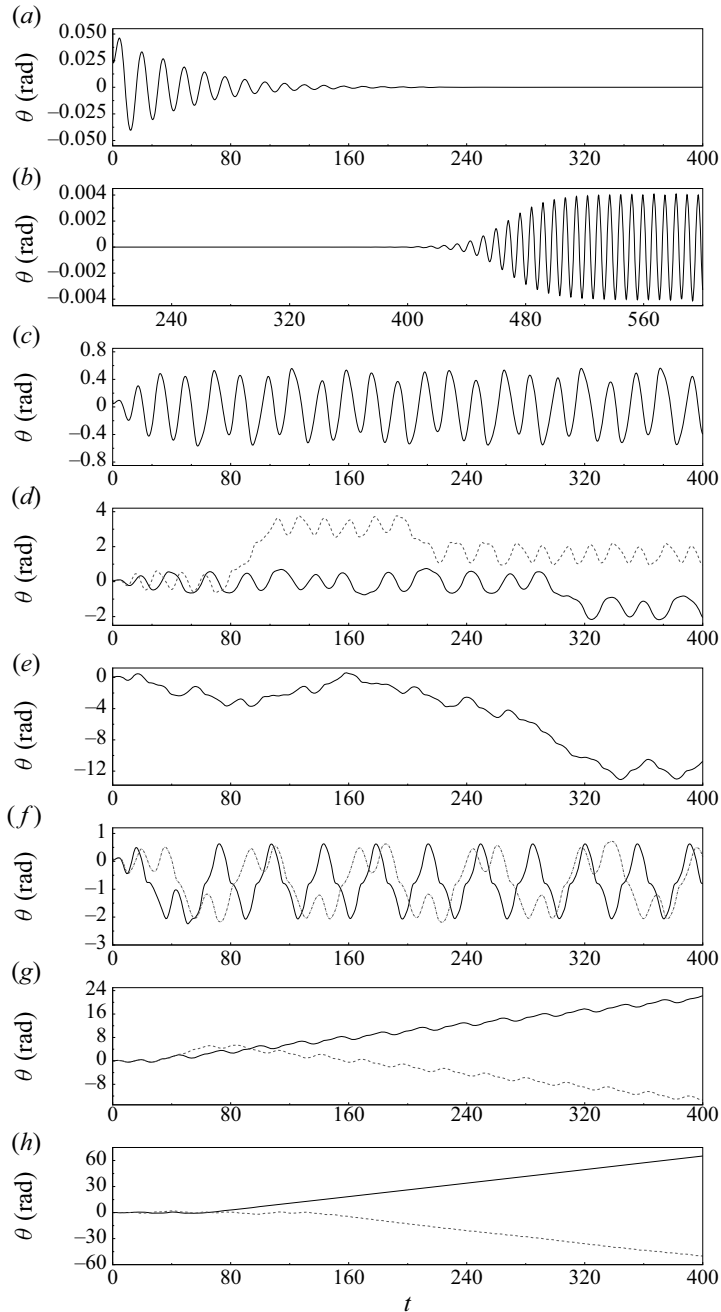 (a)
0.050
0.025
0
−0.025
−0.050
θ (rad)
0 80 160 240 320 400
(b)
0.004
0.002
0
−0.002
−0.004
θ (rad)
240 320 400 480 560
(c)
0.8
0.4
0
−0.4
−0.8
θ (rad)
0 80 160 240 320 400
(d)
4
2
0
−2
θ (rad)
0 80 160 240 320 400
(e)
0
−4
−8
−12
θ (rad)
0 80 160 240 320 400
(f)
1
0
−1
−2
−3
θ (rad)
0 80 160 240 320 400
(g)
24
16
8
0
−8
θ (rad)
0 80 160 240 320 400
(h)
60
30
0
−30
−60
θ (rad)
0 80 160 240 320 400
t